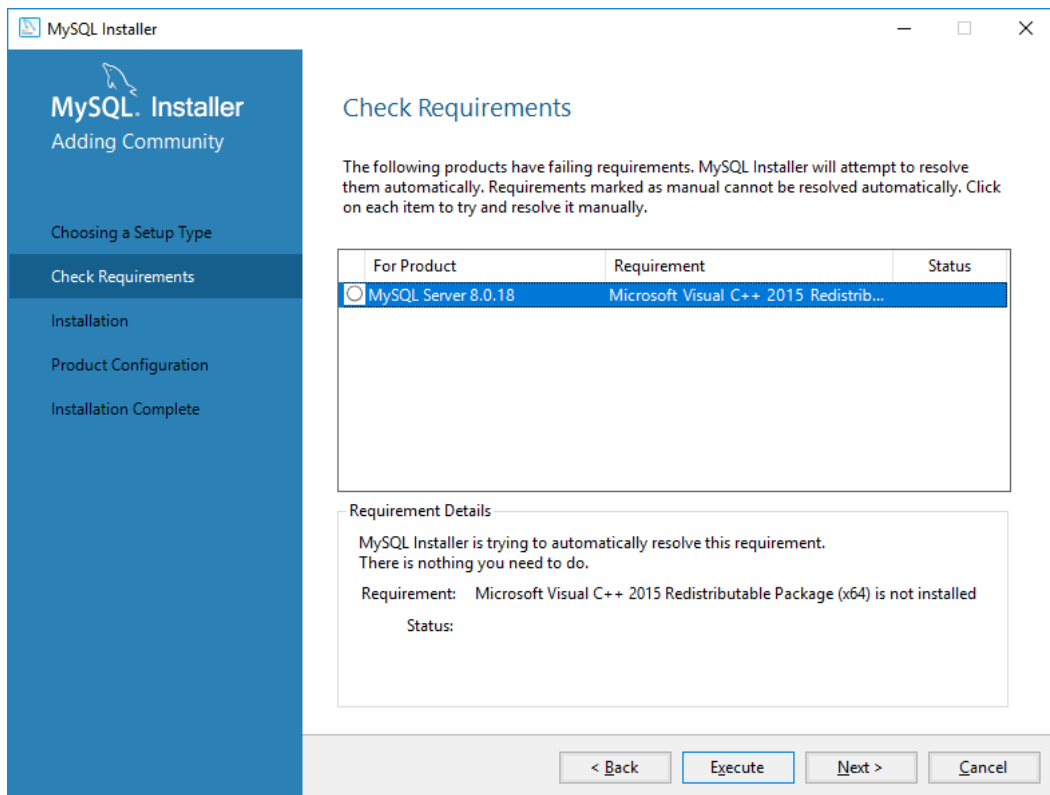 MySQL Installer
MySQL. Installer
Adding Community
Choosing a Setup Type
Check Requirements
Installation
Product Configuration
Installation Complete
Check Requirements
The following products have failing requirements. MySQL Installer will attempt to resolve
them automatically. Requirements marked as manual cannot be resolved automatically. Click
on each item to try and resolve it manually.
For Product Requirement Status
MySQL Server 8.0.18 Microsoft Visual C++ 2015 Redistrib...
Requirement Details
MySQL Installer is trying to automatically resolve this requirement.
There is nothing you need to do.
Requirement: Microsoft Visual C++ 2015 Redistributable Package (x64) is not installed
Status:
< Back Execute Next > Cancel